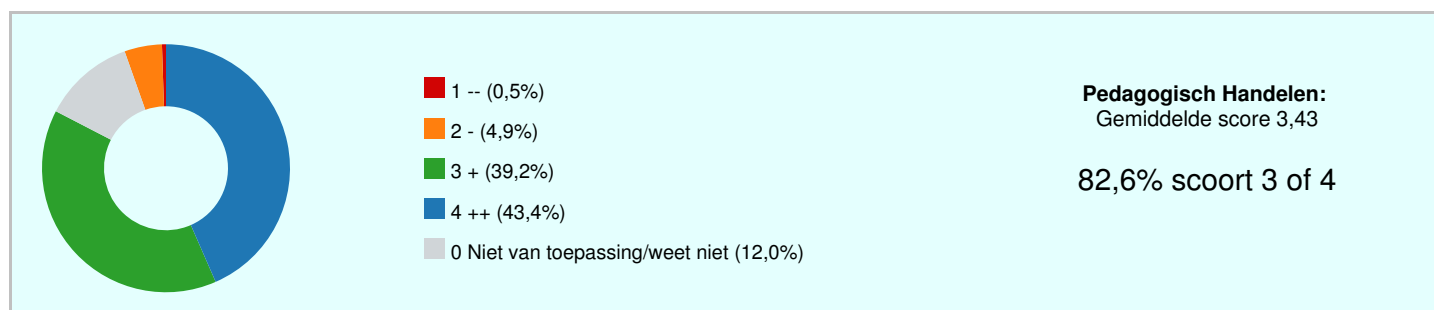 1 -- (0,5%)
2 - (4,9%)
3 + (39,2%)
4 ++ (43,4%)
0 Niet van toepassing/weet niet (12,0%)
Pedagogisch Handelen:
Gemiddelde score 3,43
82,6% scoort 3 of 4